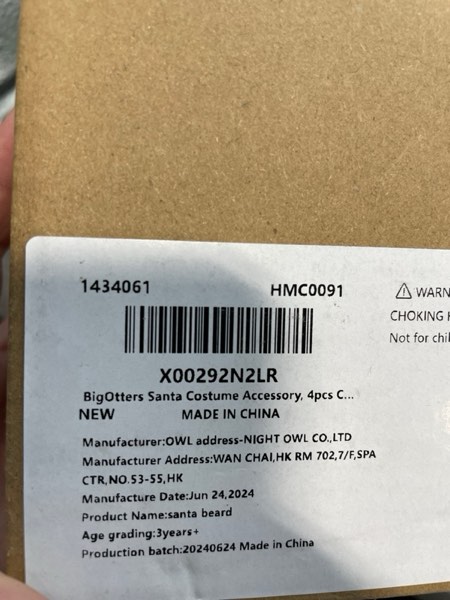 1434061 HMC0091
X00292N2LR
BigOtters Santa Costume Accessory, 4pcs C...
NEW MADE IN CHINA
Manufacturer:OWL address-NIGHT OWL CO.,LTD
Manufacturer Address:WAN CHAI,HK RM 702,7/F,SPA
CTR,NO.53-55,HK
Manufacture Date:Jun 24,2024
Product Name:santa beard
Age grading:3years+
Production batch:20240624 Made in China
⚠ WARN
CHOKING H
Not for chil